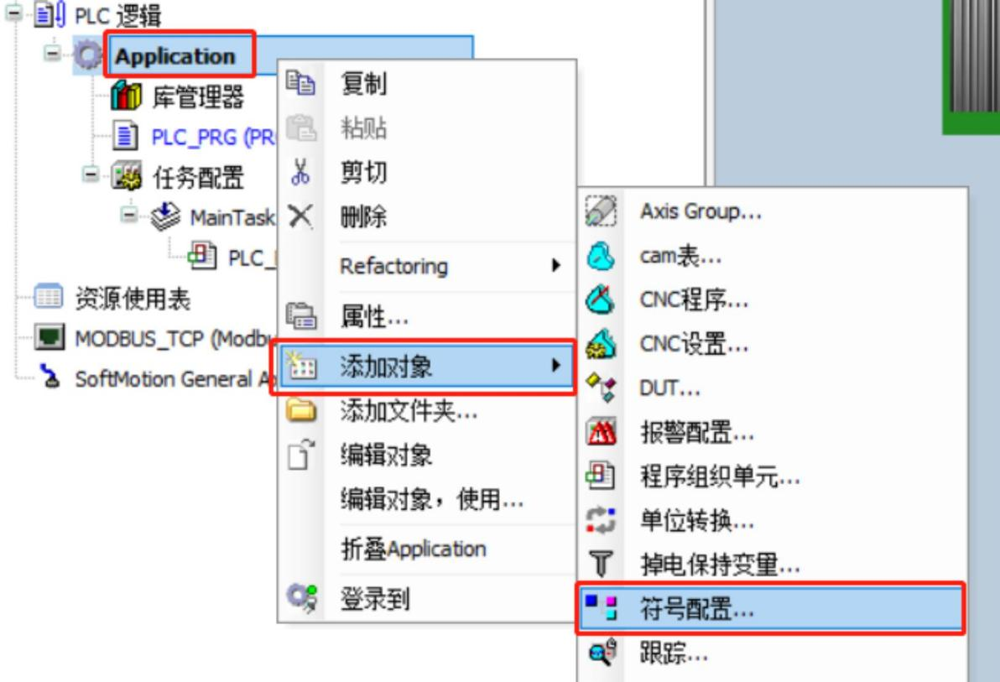 PLC 逻辑
Application
库管理器
PLC_PRG (PR
任务配置
MainTask
PLC_
资源使用表
MODBUS_TCP (Modbu
SoftMotion General A
复制
粘贴
剪切
删除
Refactoring
属性...
添加对象
添加文件夹...
编辑对象
编辑对象，使用...
折叠Application
登录到
Axis Group...
cam表...
CNC程序...
CNC设置...
DUT...
报警配置...
程序组织单元...
单位转换...
掉电保持变量...
符号配置...
跟踪...